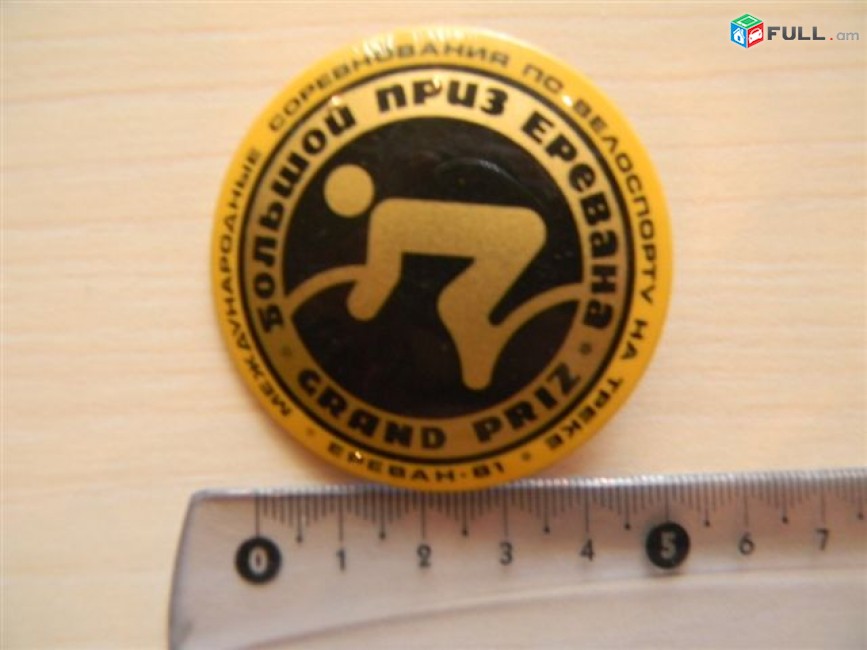 FULL.am
МЕЖДУНАРОДНЫЕ СОРЕВНОВАНИЯ ПО ВЕЛОСПОРТУ НА ТРЕКЕ
БОЛЬШОЙ ПРИЗ ЕРЕВАНА
GRAND PRIZ
ЕРЕВАН·81
0 1 2 3 4 5 6 7